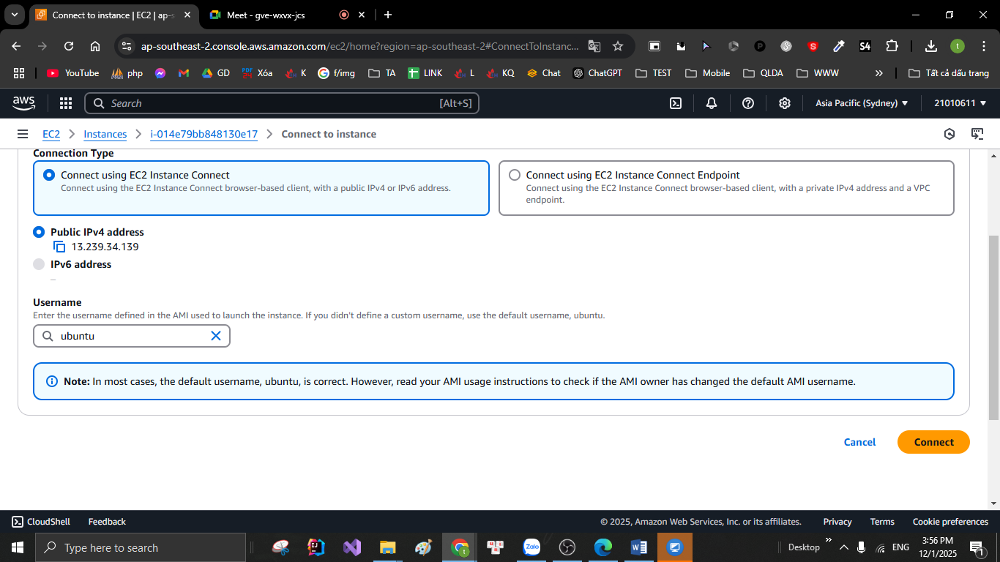 Connect to instance | EC2 | ap-s
Meet - gve-wxvx-jcs
ap-southeast-2.console.aws.amazon.com/ec2/home?region=ap-southeast-2#ConnectToInstanc...
YouTube
php
GD
PDF 24
Xóa
K
f/img
TA
LINK
L
KQ
Chat
ChatGPT
TEST
Mobile
QLDA
WWW
»
Tất cả dấu trang
aws
Search
[Alt+S]
Asia Pacific (Sydney)
21010611
EC2
Instances
i-014e79bb848130e17
Connect to instance
Connection Type
Connect using EC2 Instance Connect
Connect using the EC2 Instance Connect browser-based client, with a public IPv4 or IPv6 address.
Connect using EC2 Instance Connect Endpoint
Connect using the EC2 Instance Connect browser-based client, with a private IPv4 address and a VPC
endpoint.
Public IPv4 address
13.239.34.139
IPv6 address
–
Username
Enter the username defined in the AMI used to launch the instance. If you didn't define a custom username, use the default username, ubuntu.
ubuntu
Note: In most cases, the default username, ubuntu, is correct. However, read your AMI usage instructions to check if the AMI owner has changed the default AMI username.
Cancel
Connect
CloudShell
Feedback
© 2025, Amazon Web Services, Inc. or its affiliates.
Privacy
Terms
Cookie preferences
Type here to search
Zalo
Desktop
ENG
3:56 PM
12/1/2025
1